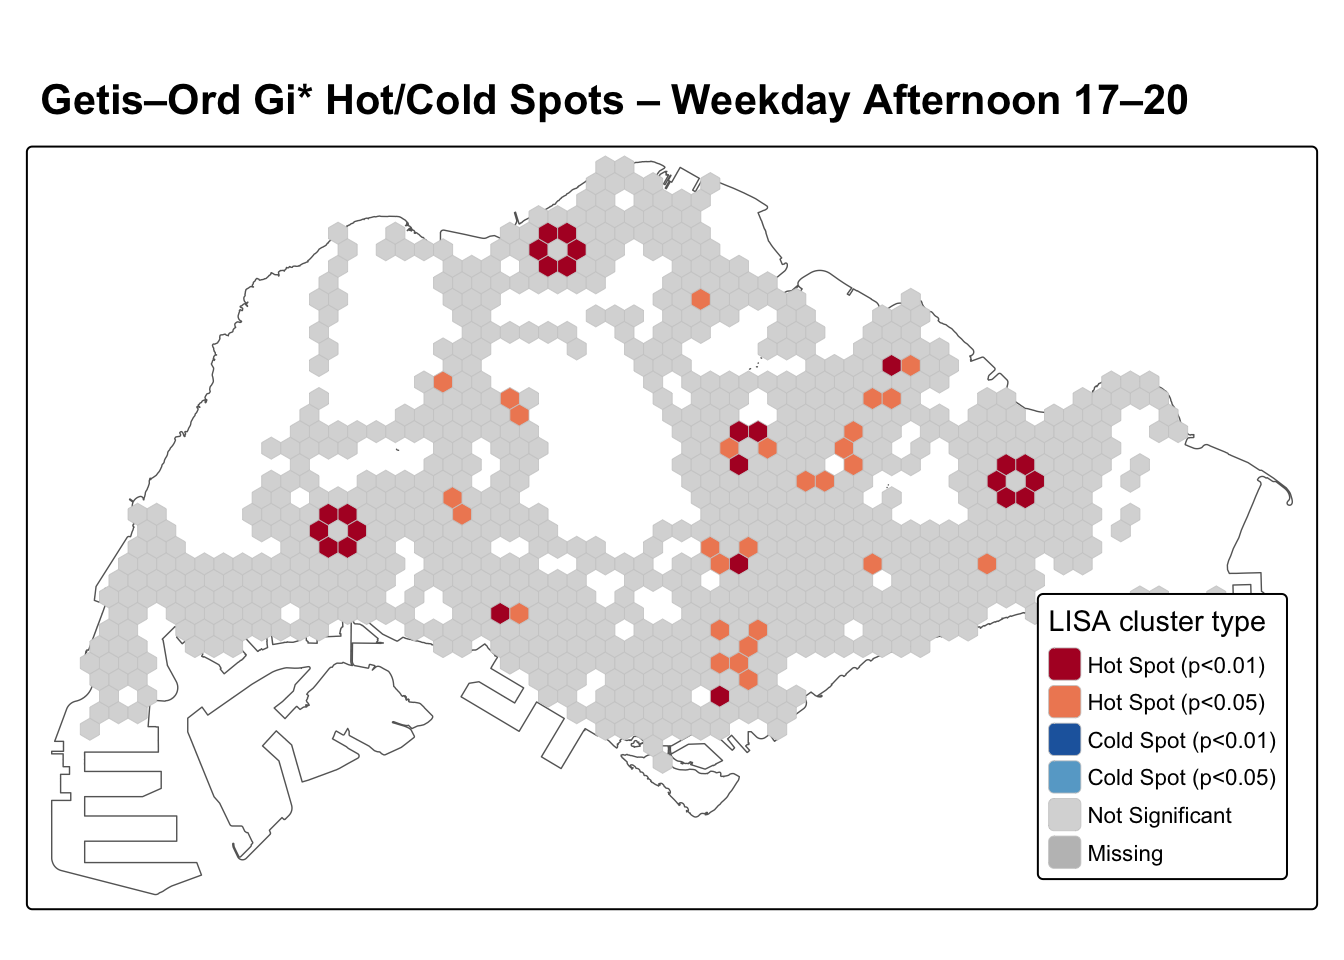 Getis–Ord Gi* Hot/Cold Spots – Weekday Afternoon 17–20
LISA cluster type
Hot Spot (p<0.01)
Hot Spot (p<0.05)
Cold Spot (p<0.01)
Cold Spot (p<0.05)
Not Significant
Missing